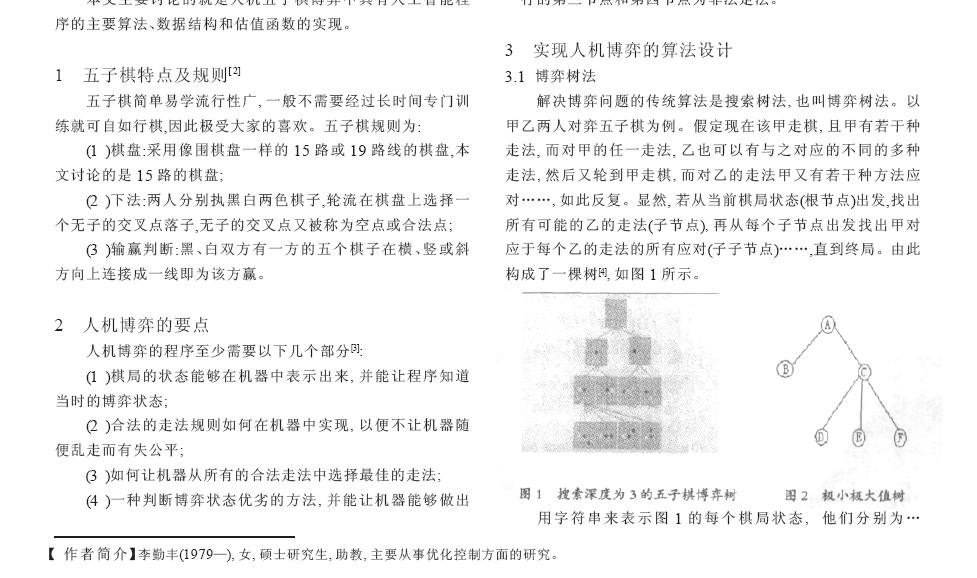 本文主要讨论的就是人机五子棋博弈中具有人工智能程
序的主要算法、数据结构和估值函数的实现。
1 五子棋特点及规则[2]
五子棋简单易学流行性广, 一般不需要经过长时间专门训
练就可自如行棋,因此极受大家的喜欢。五子棋规则为:
(1 )棋盘:采用像围棋盘一样的 15 路或 19 路线的棋盘,本
文讨论的是 15 路的棋盘;
(2 )下法:两人分别执黑白两色棋子,轮流在棋盘上选择一
个无子的交叉点落子,无子的交叉点又被称为空点或合法点;
(3 )输赢判断:黑、白双方有一方的五个棋子在横、竖或斜
方向上连接成一线即为该方赢。
2 人机博弈的要点
人机博弈的程序至少需要以下几个部分[3]:
(1 )棋局的状态能够在机器中表示出来, 并能让程序知道
当时的博弈状态;
(2 )合法的走法规则如何在机器中实现, 以便不让机器随
便乱走而有失公平;
(3 )如何让机器从所有的合法走法中选择最佳的走法;
(4 )一种判断博弈状态优劣的方法, 并能让机器能够做出
【 作者简介】李勤丰(1979—), 女, 硕士研究生, 助教, 主要从事优化控制方面的研究。
行的第三节点和第四节点为非法走法。
3 实现人机博弈的算法设计
3.1 博弈树法
解决博弈问题的传统算法是搜索树法, 也叫博弈树法。以
甲乙两人对弈五子棋为例。假定现在该甲走棋, 且甲有若干种
走法, 而对甲的任一走法, 乙也可以有与之对应的不同的多种
走法, 然后又轮到甲走棋, 而对乙的走法甲又有若干种方法应
对……, 如此反复。显然, 若从当前棋局状态(根节点)出发,找出
所有可能的乙的走法(子节点), 再从每个子节点出发找出甲对
应于每个乙的走法的所有应对(子子节点)……,直到终局。由此
构成了一棵树[4], 如图 1 所示。
A
B
C
D
E
F
图 1 搜索深度为 3 的五子棋博弈树
图 2 极小极大值树
用字符串来表示图 1 的每个棋局状态, 他们分别为…